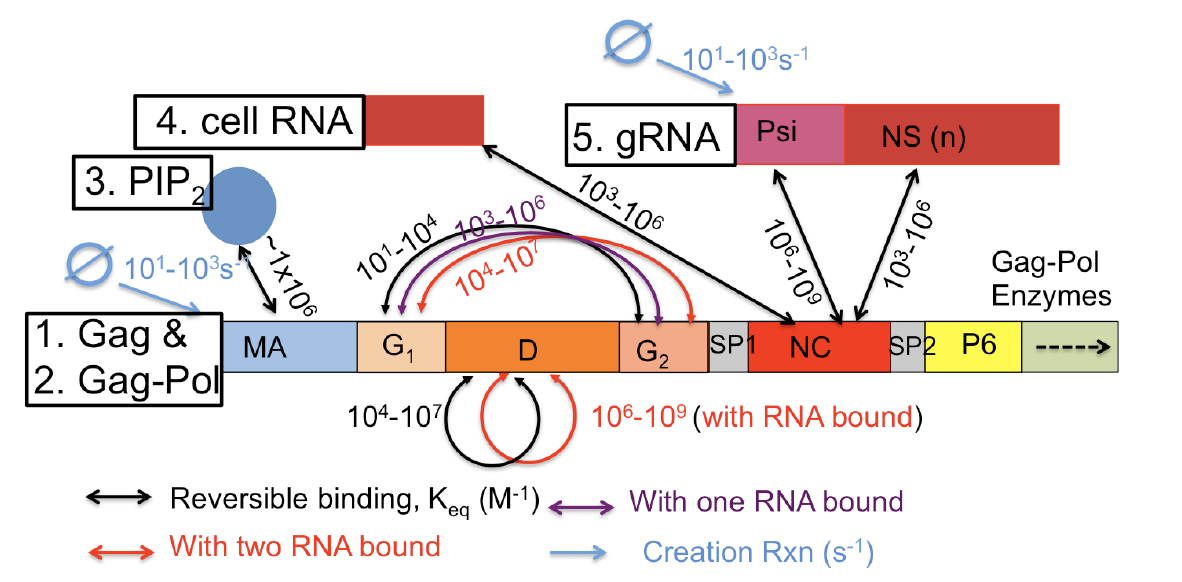 Ø
10¹-10³s⁻¹
4. cell RNA
5. gRNA
Psi
NS (n)
3. PIP₂
10³-10⁶
10¹-10⁴
10³-10⁶
10⁴-10⁷
10⁶-10⁹
10³-10⁶
Ø
10¹-10³s⁻
~1x10⁶
Gag-Pol
Enzymes
1. Gag &
2. Gag-Pol
MA
G₁
D
G₂
SP1
NC
SP2
P6
10⁴-10⁷
10⁶-10⁹ (with RNA bound)
Reversible binding, Keq (M⁻¹)
With one RNA bound
With two RNA bound
Creation Rxn (s⁻¹)